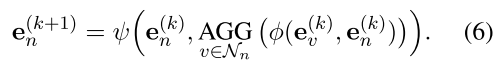 e_n^{(k+1)} = ψ(e_n^{(k)}, AGG_{v∈𝒩_n}(φ(e_v^{(k)}, e_n^{(k)}))). (6)